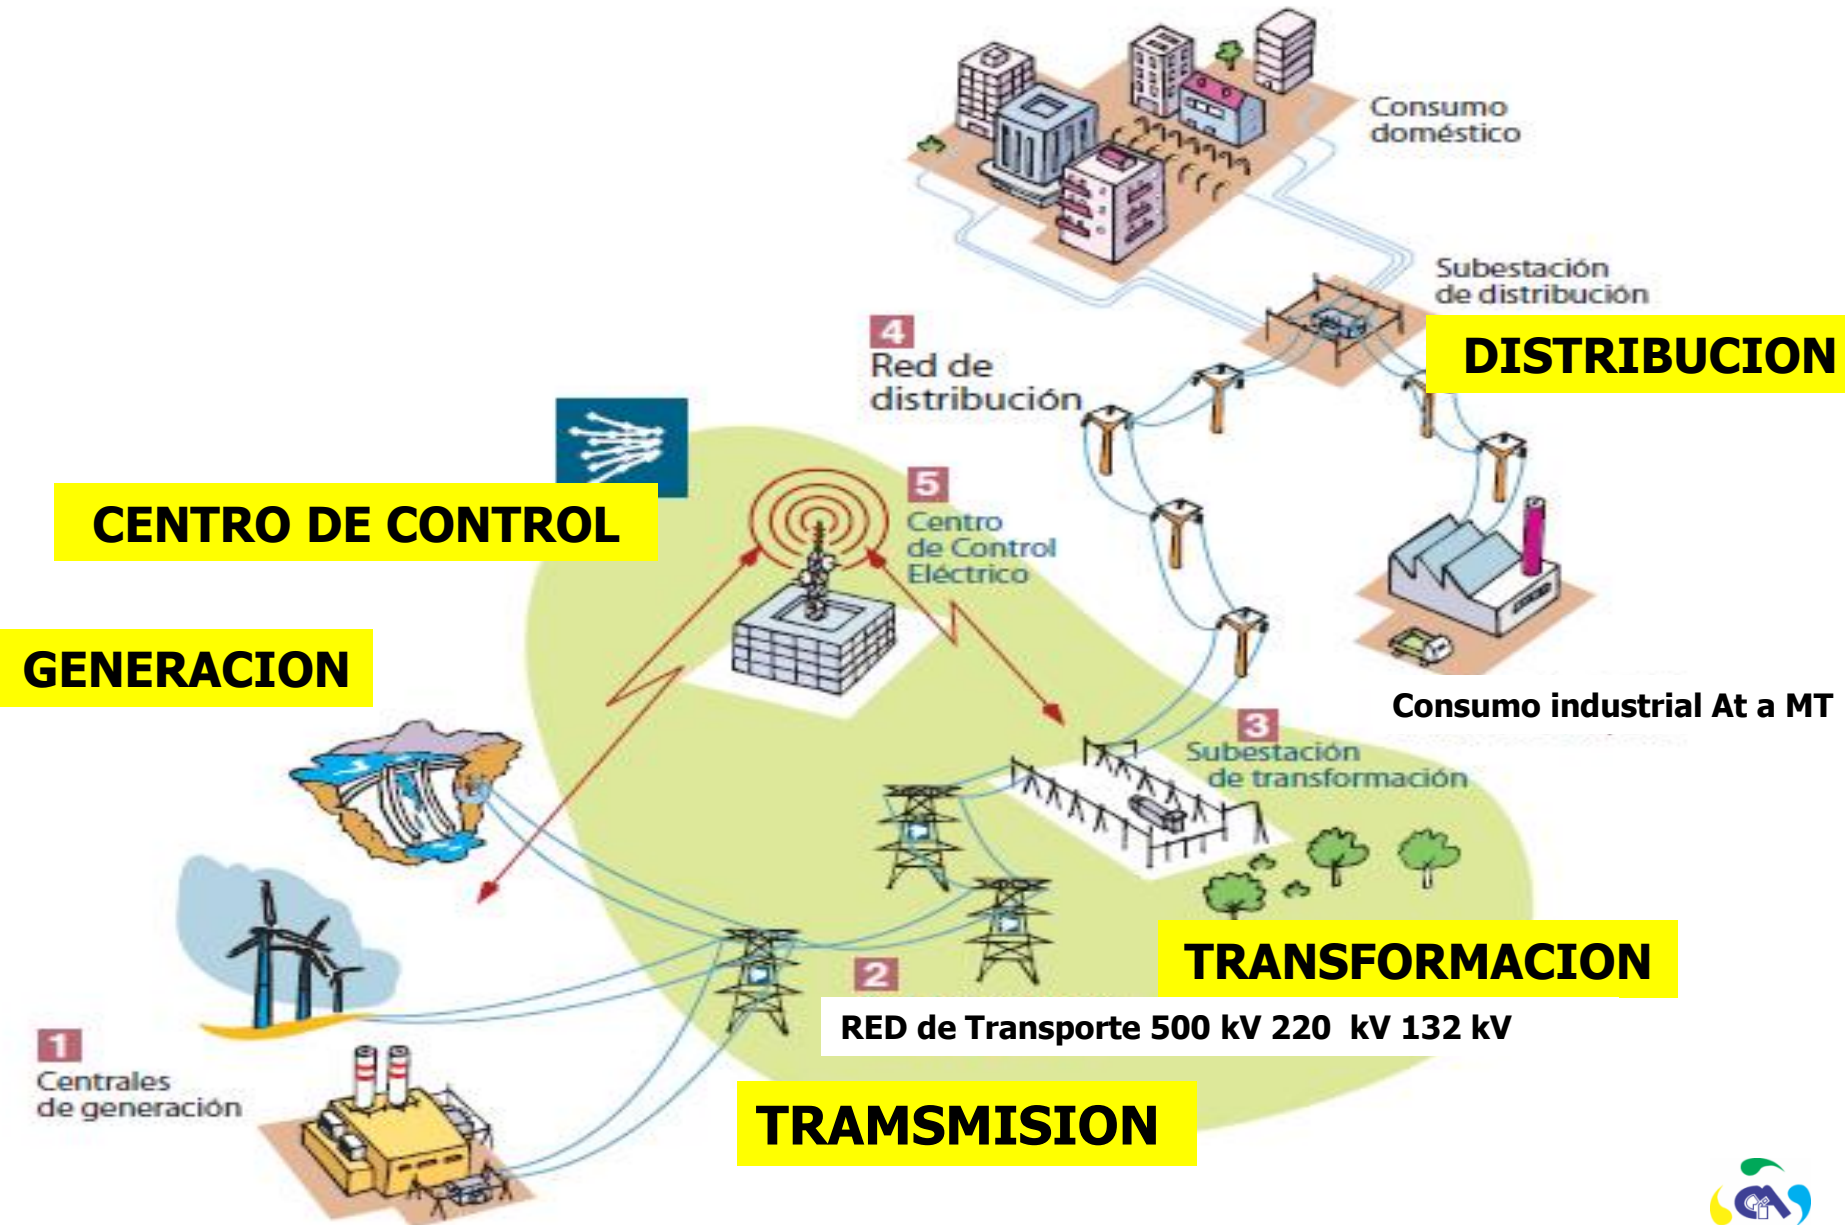 Consumo
doméstico
Subestación
de distribución
DISTRIBUCION
4
Red de
distribución
CENTRO DE CONTROL
5
Centro
de Control
Eléctrico
GENERACION
Consumo industrial At a MT
3
Subestación
de transformación
TRANSFORMACION
2
RED de Transporte 500 kV 220 kV 132 kV
1
Centrales
de generación
TRAMSMISION